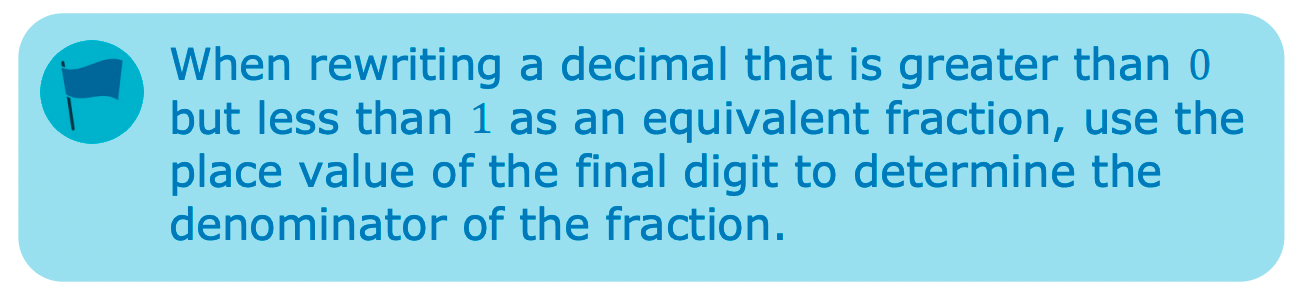 When rewriting a decimal that is greater than 0
but less than 1 as an equivalent fraction, use the
place value of the final digit to determine the
denominator of the fraction.